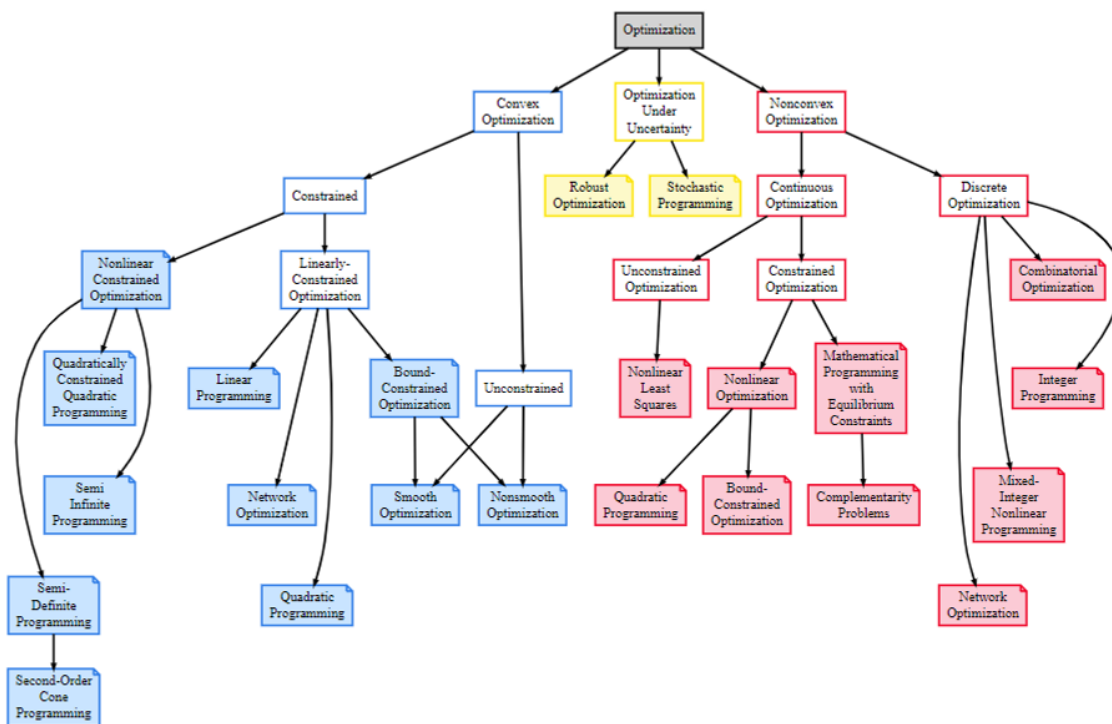 Optimization
Convex
Optimization
Optimization
Under
Uncertainty
Nonconvex
Optimization
Constrained
Robust
Optimization
Stochastic
Programming
Continuous
Optimization
Discrete
Optimization
Nonlinear
Constrained
Optimization
Linearly-
Constrained
Optimization
Unconstrained
Optimization
Constrained
Optimization
Combinatorial
Optimization
Quadratically
Constrained
Quadratic
Programming
Linear
Programming
Bound-
Constrained
Optimization
Unconstrained
Nonlinear
Least
Squares
Nonlinear
Optimization
Mathematical
Programming
with
Equilibrium
Constraints
Integer
Programming
Semi
Infinite
Programming
Network
Optimization
Smooth
Optimization
Nonsmooth
Optimization
Quadratic
Programming
Bound-
Constrained
Optimization
Complementarity
Problems
Mixed-
Integer
Nonlinear
Programming
Semi-
Definite
Programming
Quadratic
Programming
Network
Optimization
Second-Order
Cone
Programming